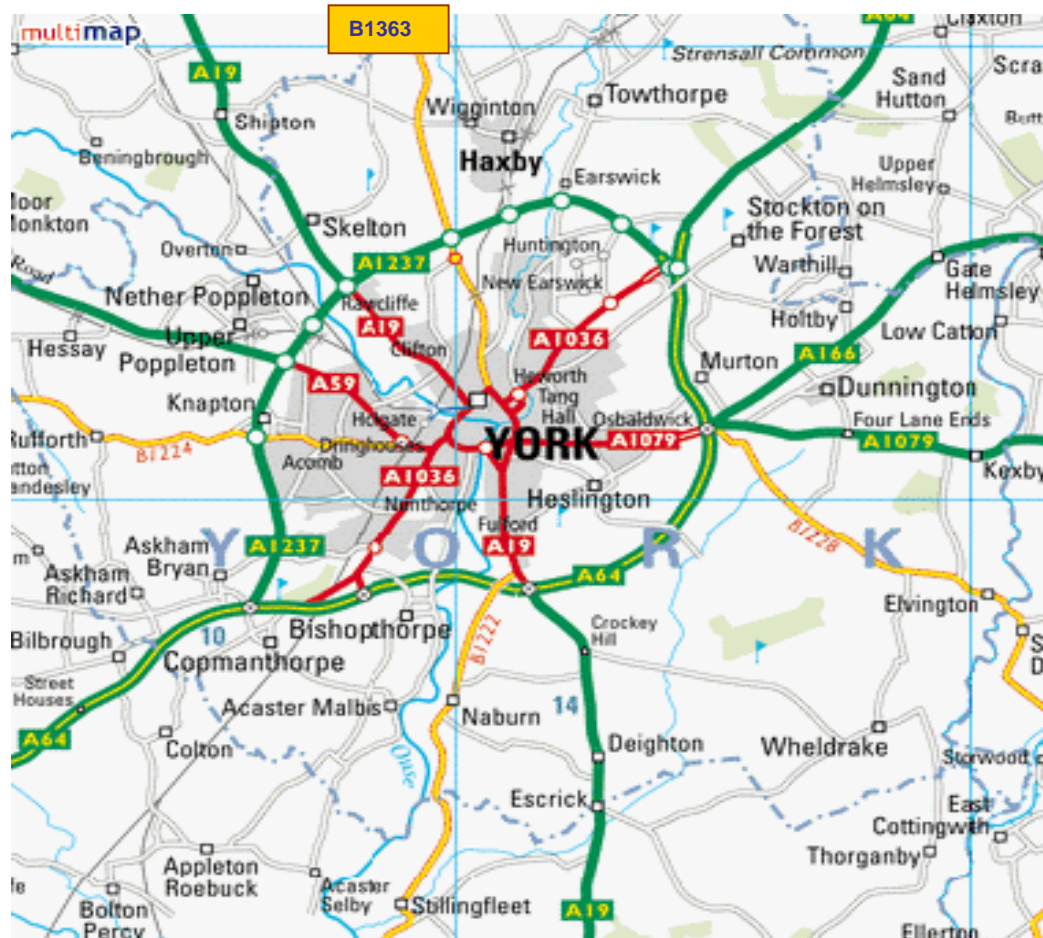 multimap
B1363
A64
Claxton
Strensall Common
A19
Sand
Hutton
Scra
Wigginton
Towthorpe
Shipton
Beningbrough
Haxby
Upper
Helmsley
Earswick
Moor
Monkton
Skelton
Stockton on
the Forest
Overton
Huntington
A1237
Warthill
Gate
Helmsley
Road
New Earswick
Nether Poppleton
Rawcliffe
Holtby
Low Catton
A19
A1036
Upper
Poppleton
Hessay
Clifton
A166
Murton
Heworth
A59
Tang
Hall
Dunnington
Knapton
Holgate
Osbaldwick
Four Lane Ends
Rufforth
Dringhouses
YORK
A1079
A1079
B1224
Acomb
Kexby
A1036
Heslington
Nunthorpe
Fulford
B1228
YORK
Askham
Bryan
A1237
A19
A64
Askham
Richard
Elvington
Bilbrough
10
Bishopthorpe
Crockey
Hill
B1222
Copmanthorpe
Street
Houses
Acaster Malbis
Naburn
14
A64
Colton
Ouse
Deighton
Wheldrake
Storwood
Escrick
East
Cottingwith
Thorganby
Appleton
Roebuck
Acaster
Selby
Stillingfleet
A19
Bolton
Percy
Ellerton